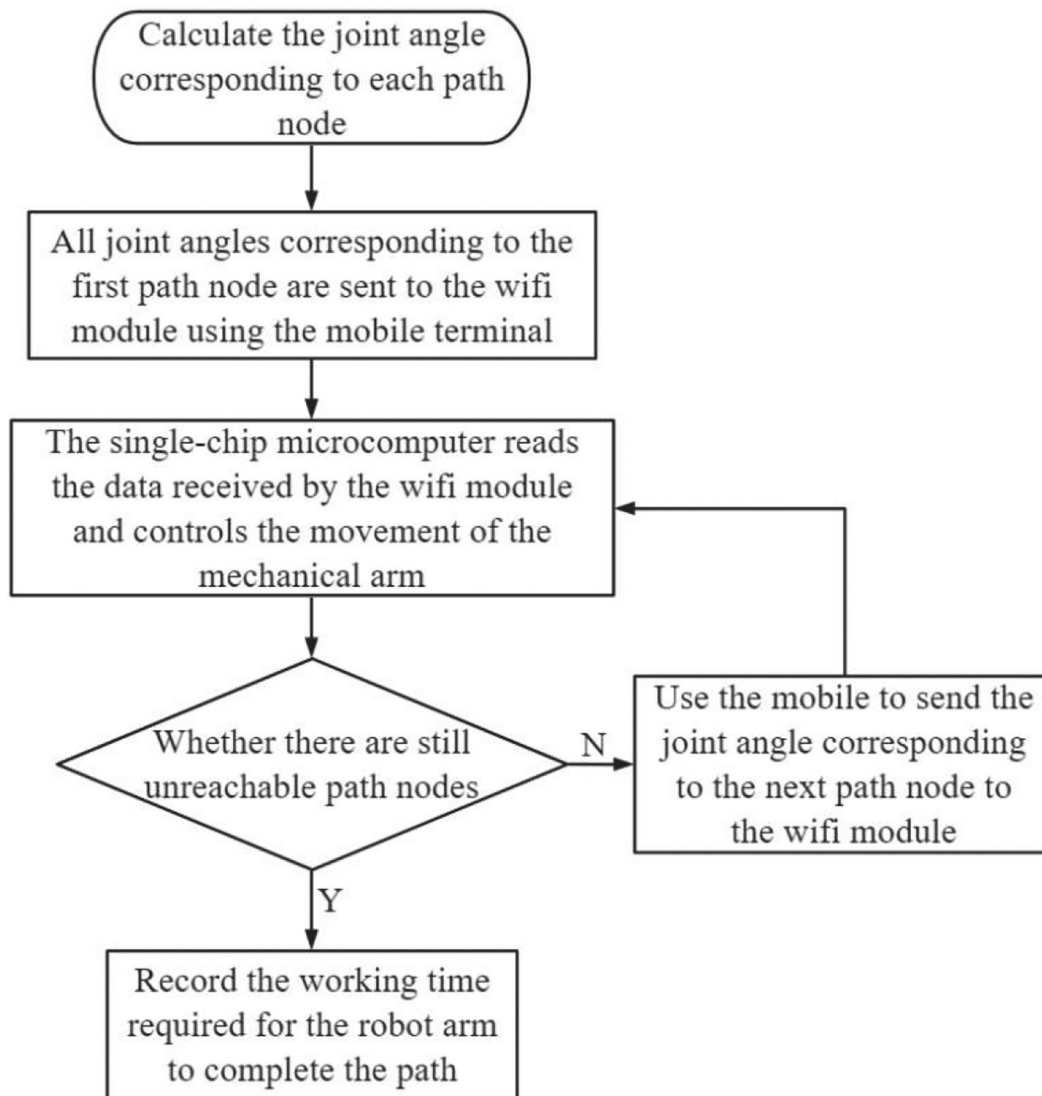 Calculate the joint angle
corresponding to each path
node
All joint angles corresponding to the
first path node are sent to the wifi
module using the mobile terminal
The single-chip microcomputer reads
the data received by the wifi module
and controls the movement of the
mechanical arm
Whether there are still
unreachable path nodes
N
Use the mobile to send the
joint angle corresponding
to the next path node to
the wifi module
Y
Record the working time
required for the robot arm
to complete the path